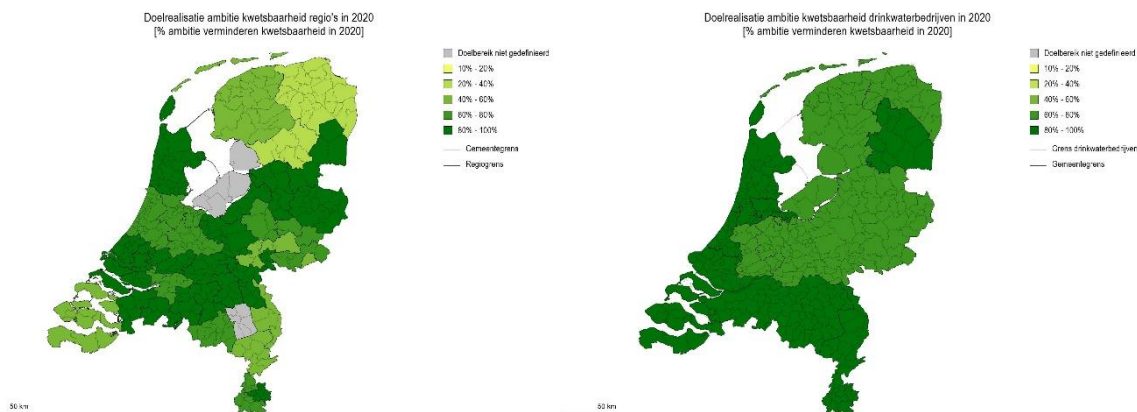 Doelrealisatie ambitie kwetsbaarheid regio's in 2020
[% ambitie verminderen kwetsbaarheid in 2020]
Doelbereik niet gedefinieerd
10% - 20%
20% - 40%
40% - 60%
60% - 80%
80% - 100%
Gemeentegrens
Regiogrens
50 km
Doelrealisatie ambitie kwetsbaarheid drinkwaterbedrijven in 2020
[% ambitie verminderen kwetsbaarheid in 2020]
Doelbereik niet gedefinieerd
10% - 20%
20% - 40%
40% - 60%
60% - 80%
80% - 100%
Grens drinkwaterbedrijven
Gemeentegrens
50 km